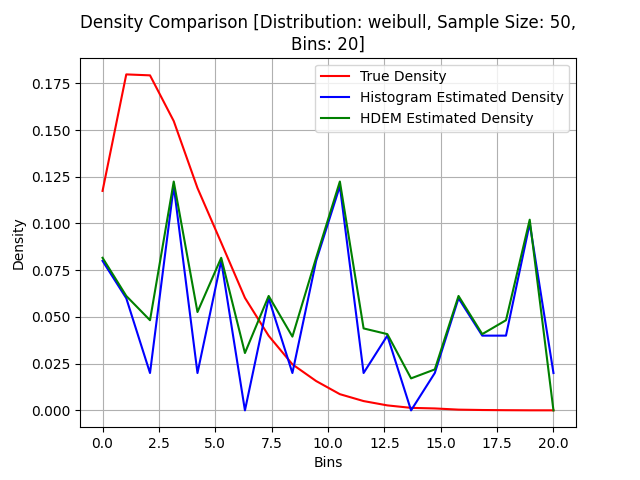 Density Comparison [Distribution: weibull, Sample Size: 50,
Bins: 20]
True Density
Histogram Estimated Density
HDEM Estimated Density
Density
0.175
0.150
0.125
0.100
0.075
0.050
0.025
0.000
0.0 2.5 5.0 7.5 10.0 12.5 15.0 17.5 20.0
Bins